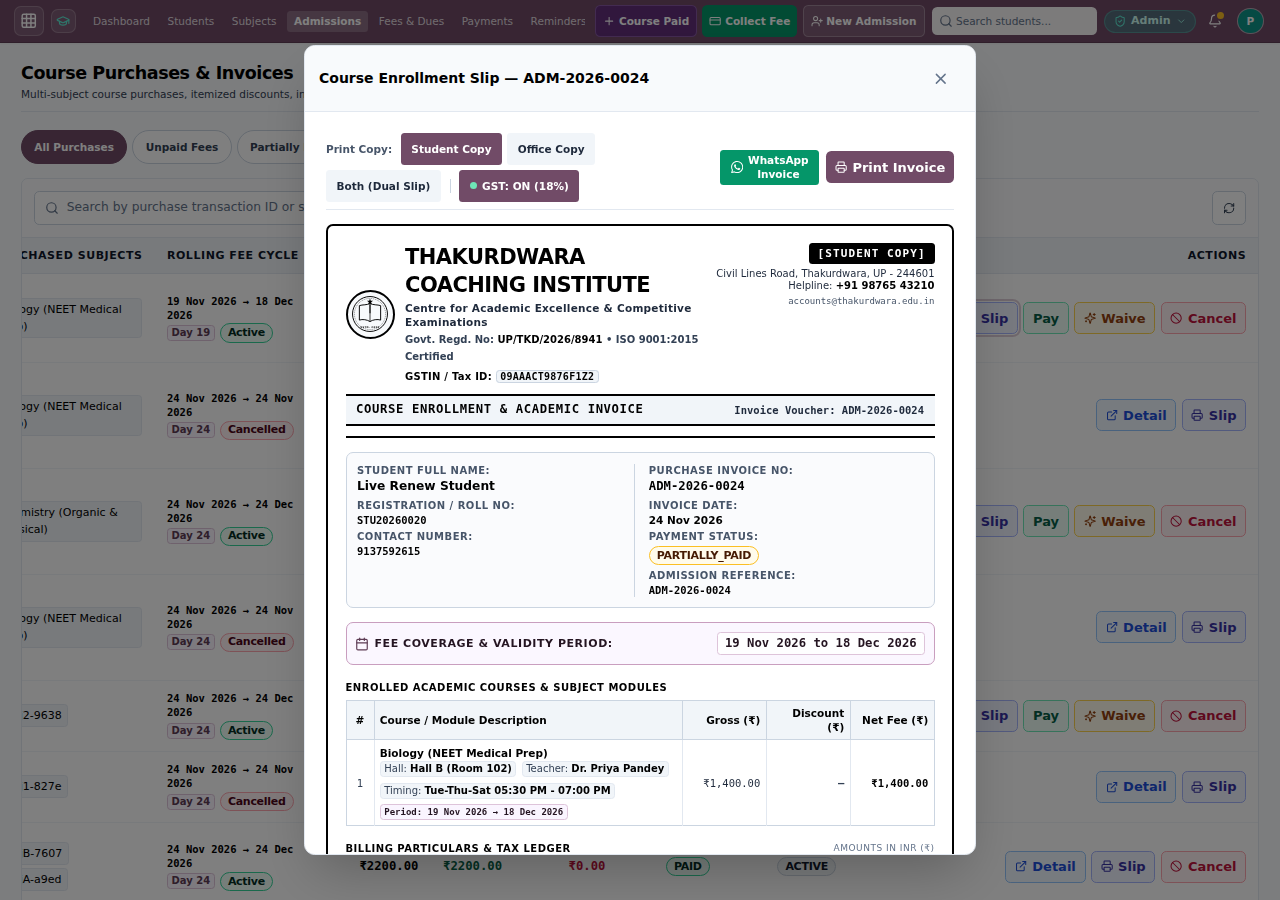 Dashboard Students Subjects Admissions Fees & Dues Payments Reminders + Course Paid Collect Fee New Admission Search students... Admin P
Course Purchases & Invoices
Multi-subject course purchases, itemized discounts, in
All Purchases Unpaid Fees Partially
Search by purchase transaction ID or s
CHASED SUBJECTS ROLLING FEE CYCLE ACTIONS
ogy (NEET Medical
19 Nov 2026 → 18 Dec
2026
Day 19 Active
Slip Pay Waive Cancel
ogy (NEET Medical
24 Nov 2026 → 24 Nov
2026
Day 24 Cancelled
Detail Slip
mistry (Organic &
sical)
24 Nov 2026 → 24 Dec
2026
Day 24 Active
Slip Pay Waive Cancel
ogy (NEET Medical
24 Nov 2026 → 24 Nov
2026
Day 24 Cancelled
Detail Slip
2-9638
24 Nov 2026 → 24 Dec
2026
Day 24 Active
Slip Pay Waive Cancel
1-827e
24 Nov 2026 → 24 Nov
2026
Day 24 Cancelled
Detail Slip
B-7607
A-a9ed
24 Nov 2026 → 24 Dec
2026
Day 24 Active
₹2200.00 ₹2200.00 ₹0.00 PAID ACTIVE
Detail Slip Cancel
Course Enrollment Slip — ADM-2026-0024
Print Copy: Student Copy Office Copy
Both (Dual Slip) GST: ON (18%)
WhatsApp
Invoice
Print Invoice
THAKURDWARA
COACHING INSTITUTE
Centre for Academic Excellence & Competitive
Examinations
Govt. Regd. No: UP/TKD/2026/8941 • ISO 9001:2015
Certified
GSTIN / Tax ID: 09AAACT9876F1Z2
[STUDENT COPY]
Civil Lines Road, Thakurdwara, UP - 244601
Helpline: +91 98765 43210
accounts@thakurdwara.edu.in
COURSE ENROLLMENT & ACADEMIC INVOICE Invoice Voucher: ADM-2026-0024
STUDENT FULL NAME:
Live Renew Student
REGISTRATION / ROLL NO:
STU20260020
CONTACT NUMBER:
9137592615
PURCHASE INVOICE NO:
ADM-2026-0024
INVOICE DATE:
24 Nov 2026
PAYMENT STATUS:
PARTIALLY_PAID
ADMISSION REFERENCE:
ADM-2026-0024
FEE COVERAGE & VALIDITY PERIOD: 19 Nov 2026 to 18 Dec 2026
ENROLLED ACADEMIC COURSES & SUBJECT MODULES
# Course / Module Description Gross (₹) Discount (₹) Net Fee (₹)
1 Biology (NEET Medical Prep) ₹1,400.00 — ₹1,400.00
Hall: Hall B (Room 102) Teacher: Dr. Priya Pandey
Timing: Tue-Thu-Sat 05:30 PM - 07:00 PM
Period: 19 Nov 2026 → 18 Dec 2026
BILLING PARTICULARS & TAX LEDGER AMOUNTS IN INR (₹)